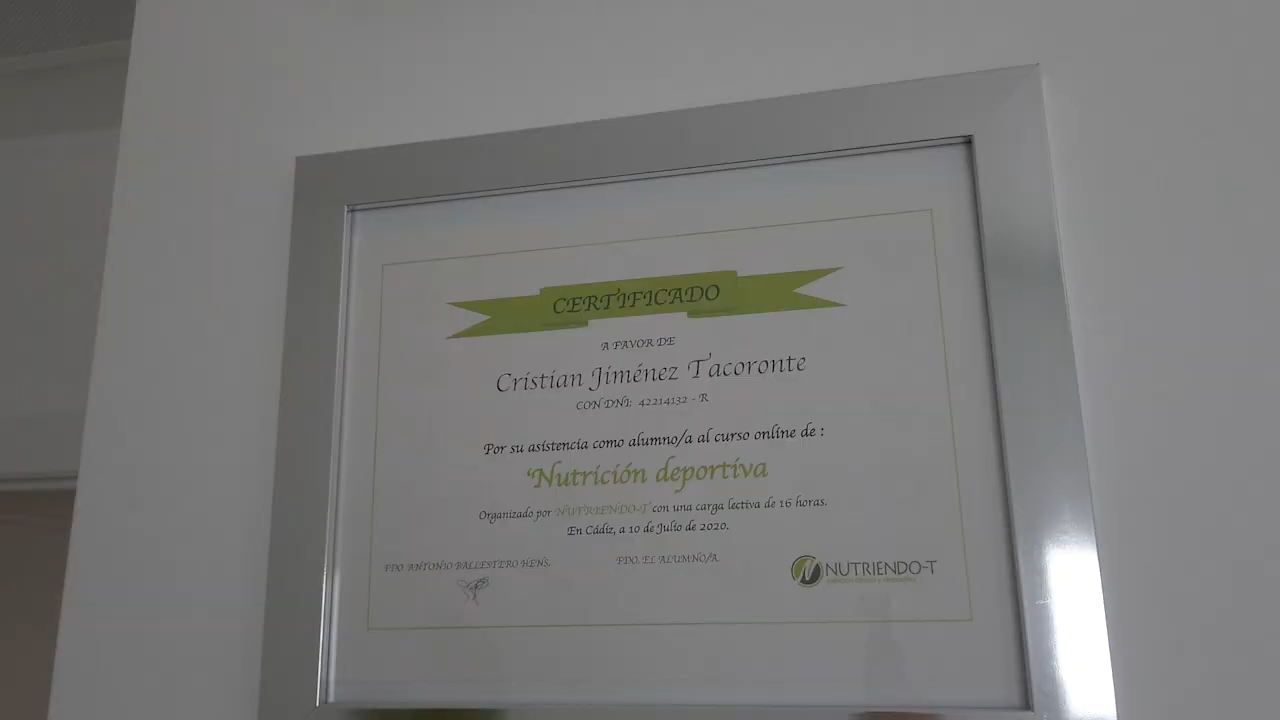 CERTIFICADO
A FAVOR DE
Cristian Jiménez Tacoronte
CON DNI: 42214132 - R
Por su asistencia como alumno/a al curso online de :
‘Nutrición deportiva
Organizado por NUTRIENDO-T con una carga lectiva de 16 horas.
En Cádiz, a 10 de Julio de 2020.
FDO. ANTONIO BALLESTERO HENS.
FDO. EL ALUMNO/A.
NUTRIENDO-T